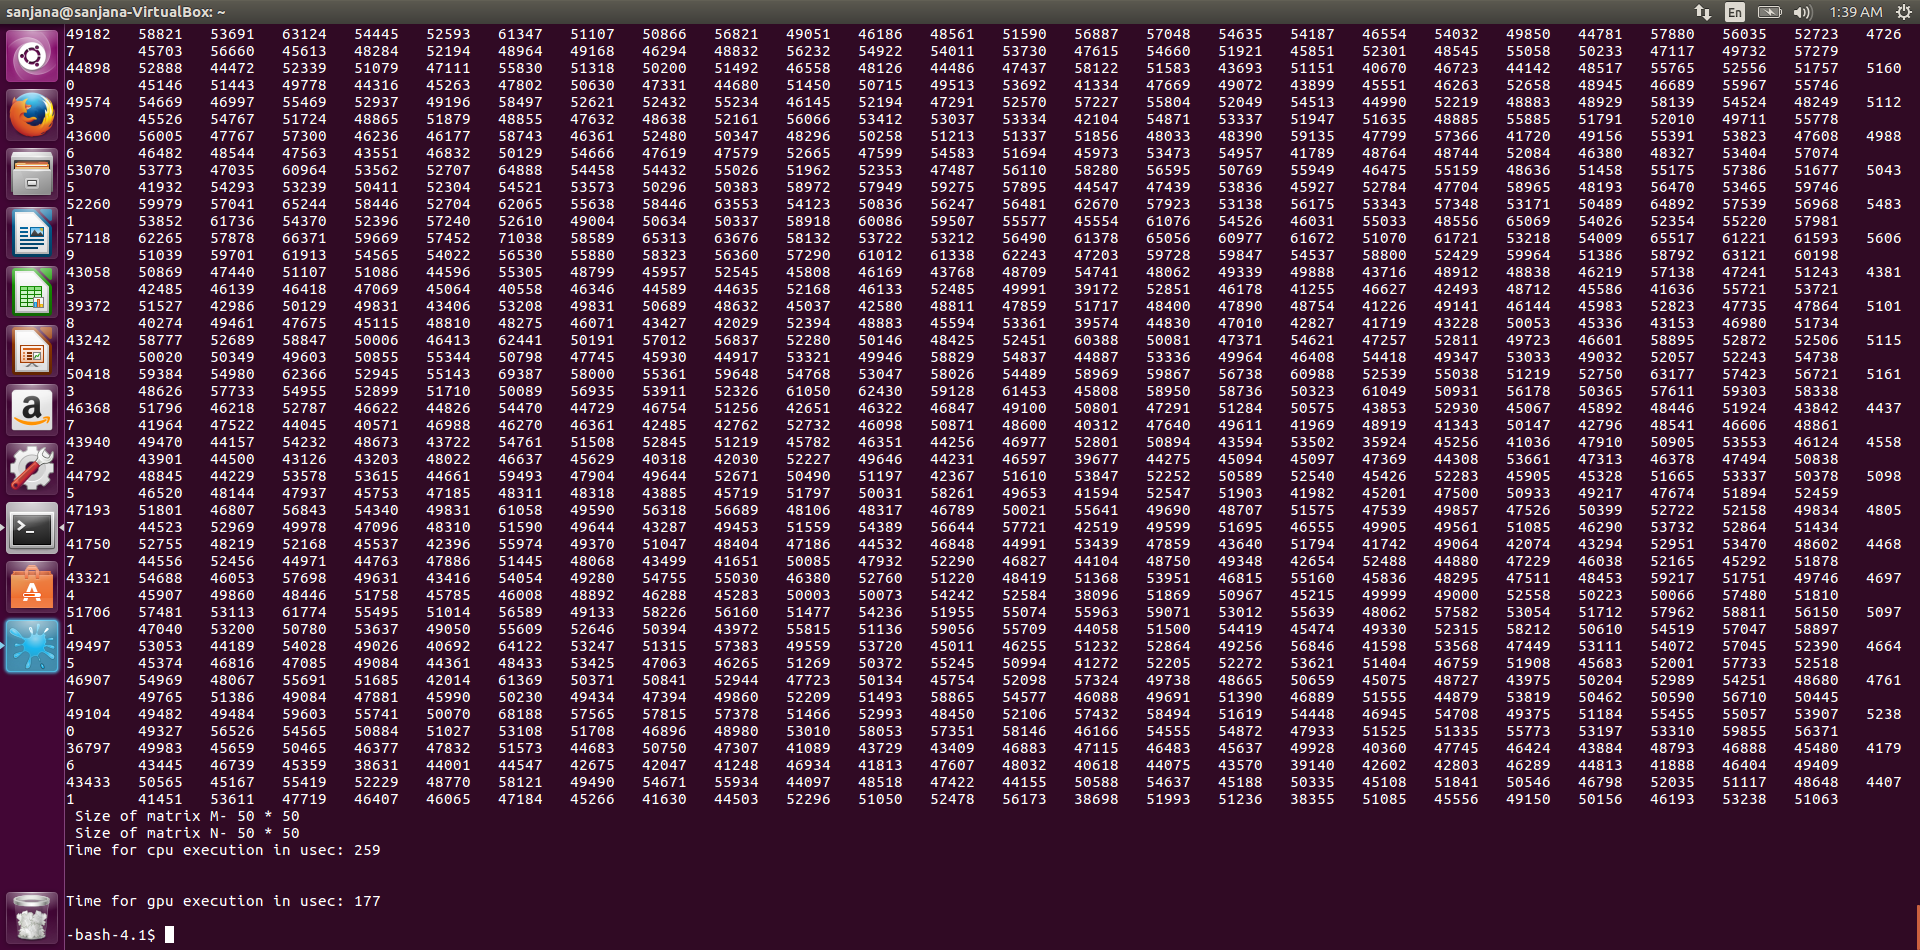 sanjana@sanjana-VirtualBox: ~
En
1:39 AM
49182 58821 53691 63124 54445 52593 61347 51107 50866 56821 49051 46186 48561 51590 56887 57048 54635 54187 46554 54032 49850 44781 57880 56035 52723 4726
7 45703 56660 45613 48284 52194 48964 49168 46294 48832 56232 54922 54011 53730 47615 54660 51921 45851 52301 48545 55058 50233 47117 49732 57279
44898 52888 44472 52339 51079 47111 55830 51318 50200 51492 46558 48126 44486 47437 58122 51583 43693 51151 40670 46723 44142 48517 55765 52556 51757 5160
0 45146 51443 49778 44316 45263 47802 50630 47331 44680 51450 50715 49513 53692 41334 47669 49072 43899 45551 46263 52658 48945 46689 55967 55746
49574 54669 46997 55469 52937 49196 58497 52621 52432 55234 46145 52194 47291 52570 57227 55804 52049 54513 44990 52219 48883 48929 58139 54524 48249 5112
3 45526 54767 51724 48865 51879 48855 47632 48638 52161 56066 53412 53037 53334 42104 54871 53337 51947 51635 48885 55885 51791 52010 49711 55778
43600 56005 47767 57300 46236 46177 58743 46361 52480 50347 48296 50258 51213 51337 51856 48033 48390 59135 47799 57366 41720 49156 55391 53823 47608 4988
6 46482 48544 47563 43551 46832 50129 54666 47619 47579 52665 47599 54583 51694 45973 53473 54957 41789 48764 48744 52084 46380 48327 53404 57074
53070 53773 47035 60964 53562 52707 64888 54458 54432 55026 51962 52353 47487 56110 58280 56595 50769 55949 46475 55159 48636 51458 55175 57386 51677 5043
5 41932 54293 53239 50411 52304 54521 53573 50296 50383 58972 57949 59275 57895 44547 47439 53836 45927 52784 47704 58965 48193 56470 53465 59746
52260 59979 57041 65244 58446 52704 62065 55638 58446 63553 54123 50836 56247 56481 62670 57923 53138 56175 53343 57348 53171 50489 64892 57539 56968 5483
1 53852 61736 54370 52396 57240 52610 49004 50634 50337 58918 60086 59507 55577 45554 61076 54526 46031 55033 48556 65069 54026 52354 55220 57981
57118 62265 57878 66371 59669 57452 71038 58589 65313 63676 58132 53722 53212 56490 61378 65056 60977 61672 51070 61721 53218 54009 65517 61221 61593 5606
9 51039 59701 61913 54565 54022 56530 55880 58323 56360 57290 61012 61338 62243 47203 59728 59847 54537 58800 52429 59964 51386 58792 63121 60198
43058 50869 47440 51107 51086 44596 55305 48799 45957 52545 45808 46169 43768 48709 54741 48062 49339 49888 43716 48912 48838 46219 57138 47241 51243 4381
3 42485 46139 46418 47069 45064 40558 46346 44589 44635 52168 46133 52485 49991 39172 52851 46178 41255 46627 42493 48712 45586 41636 55721 53721
39372 51527 42986 50129 49831 43406 53208 49831 50689 48632 45037 42580 48811 47859 51717 48400 47890 48754 41226 49141 46144 45983 52823 47735 47864 5101
8 40274 49461 47675 45115 48810 48275 46071 43427 42029 52394 48883 45594 53361 39574 44830 47010 42827 41719 43228 50053 45336 43153 46980 51734
43242 58777 52689 58847 50006 46413 62441 50191 57012 56837 52280 50146 48425 52451 60388 50081 47371 54621 47257 52811 49723 46601 58895 52872 52506 5115
4 50020 50349 49603 50855 55344 50798 47745 45930 44917 53321 49946 58829 54837 44887 53336 49964 46408 54418 49347 53033 49032 52057 52243 54738
50418 59384 54980 62366 52945 55143 69387 58000 55361 59648 54768 53047 58026 54489 58969 59867 56738 60988 52539 55038 51219 52750 63177 57423 56721 5161
3 48626 57733 54955 52899 51710 50089 56935 53911 52326 61050 62430 59128 61453 45808 58950 58736 50323 61049 50931 56178 50365 57611 59303 58338
46368 51796 46218 52787 46622 44826 54470 44729 46754 51256 42651 46322 46847 49100 50801 47291 51284 50575 43853 52930 45067 45892 48446 51924 43842 4437
7 41964 47522 44045 40571 46988 46270 46361 42485 42762 52732 46098 50871 48600 40312 47640 49611 41969 48919 41343 50147 42796 48541 46606 48861
43940 49470 44157 54232 48673 43722 54761 51508 52845 51219 45782 46351 44256 46977 52801 50894 43594 53502 35924 45256 41036 47910 50905 53553 46124 4558
2 43901 44500 43126 43203 48022 46637 45629 40318 42030 52227 49646 44231 46597 39677 44275 45094 45097 47369 44308 53661 47313 46378 47494 50838
44792 48845 44229 53578 53615 44661 59493 47904 49644 52671 50490 51197 42367 51610 53847 52252 50589 52540 45426 52283 45905 45328 51665 53337 50378 5098
5 46520 48144 47937 45753 47185 48311 48318 43885 45719 51797 50031 58261 49653 41594 52547 51903 41982 45201 47500 50933 49217 47674 51894 52459
47193 51801 46807 56843 54340 49831 61058 49590 56318 56689 48106 48317 46789 50021 55641 49690 48707 51575 47539 49857 47526 50399 52722 52158 49834 4805
7 44523 52969 49978 47096 48310 51590 49644 43287 49453 51559 54389 56644 57721 42519 49599 51695 46555 49905 49561 51085 46290 53732 52864 51434
41750 52755 48219 52168 45537 42396 55974 49370 51047 48404 47186 44532 46848 44991 53439 47859 43640 51794 41742 49064 42074 43294 52951 53470 48602 4468
7 44556 52456 44971 44763 47886 51445 48068 43499 41651 50085 47932 52290 46827 44104 48750 49348 42654 52488 44880 47229 46038 52165 45292 51878
43321 54688 46053 57698 49631 43416 54054 49280 54755 55030 46380 52760 51220 48419 51368 53951 46815 55160 45836 48295 47511 48453 59217 51751 49746 4697
4 45907 49860 48446 51758 45785 46008 48892 46288 45283 50003 50073 54242 52584 38096 51869 50967 45215 49999 49000 52558 50223 50066 57480 51810
51706 57481 53113 61774 55495 51014 56589 49133 58226 56160 51477 54236 51955 55074 55963 59071 53012 55639 48062 57582 53054 51712 57962 58811 56150 5097
1 47040 53200 50780 53637 49050 55609 52646 50394 43972 55815 51136 59056 55709 44058 51500 54419 45474 49330 52315 58212 50610 54519 57047 58897
49497 53053 44189 54028 49026 40692 64122 53247 51315 57383 49559 53720 45011 46255 51232 52864 49256 56846 41598 53568 47449 53111 54072 57045 52390 4664
5 45374 46816 47085 49084 44361 48433 53425 47063 46265 51269 50372 55245 50994 41272 52205 52272 53621 51404 46759 51908 45683 52001 57733 52518
46907 54969 48067 55691 51685 42014 61369 50371 50841 52944 47723 50134 45754 52098 57324 49738 48665 50659 45075 48727 43975 50204 52989 54251 48680 4761
7 49765 51386 49084 47881 45990 50230 49434 47394 49860 52209 51493 58865 54577 46088 49691 51390 46889 51555 44879 53819 50462 50590 56710 50445
49104 49482 49484 59603 55741 50070 68188 57565 57815 57378 51466 52993 48450 52106 57432 58494 51619 54448 46945 54708 49375 51184 55455 55057 53907 5238
0 49327 56526 54565 50884 51027 53108 51708 46896 48980 53010 58053 57351 58146 46166 54555 54872 47933 51525 51335 55773 53197 53310 59855 56371
36797 49983 45659 50465 46377 47832 51573 44683 50750 47307 41089 43729 43409 46883 47115 46483 45637 49928 40360 47745 46424 43884 48793 46888 45480 4179
6 43445 46739 45359 38631 44001 44547 42675 42047 41248 46934 41813 47607 48032 40618 44075 43570 39140 42602 42803 46289 44813 41888 46404 49409
43433 50565 45167 55419 52229 48770 58121 49490 54671 55934 44097 48518 47422 44155 50588 54637 45188 50335 45108 51841 50546 46798 52035 51117 48648 4407
1 41451 53611 47719 46407 46065 47184 45266 41630 44503 52296 51050 52478 56173 38698 51993 51236 38355 51085 45556 49150 50156 46193 53238 51063
Size of matrix M- 50 * 50
Size of matrix N- 50 * 50
Time for cpu execution in usec: 259
Time for gpu execution in usec: 177
-bash-4.1$